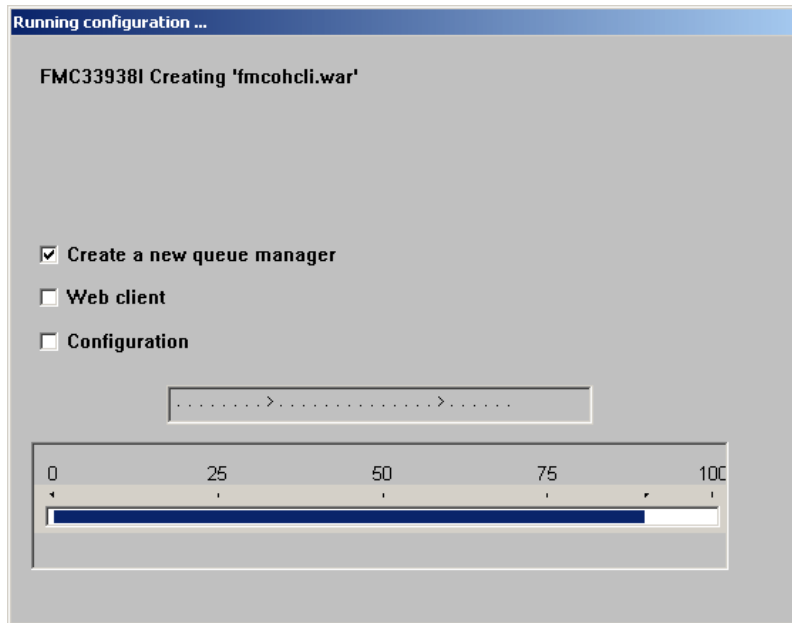 Running configuration ...
FMC33938I Creating 'fmcohcli.war'
Create a new queue manager
Web client
Configuration
. . . . . . . . > . . . . . . . . . . . . . . > . . . . . .
0 25 50 75 100